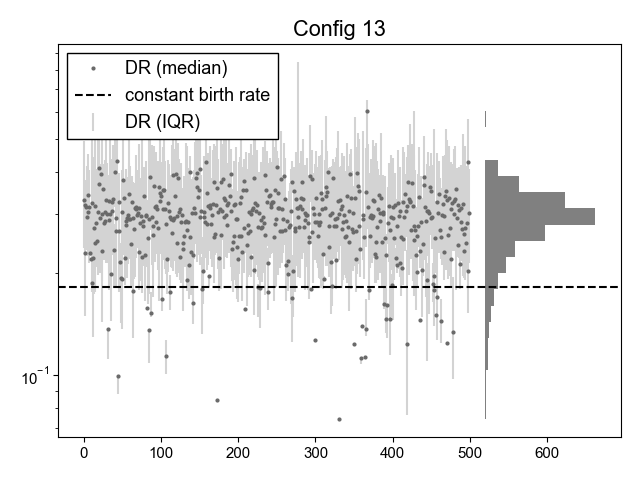 Config 13
DR (median)
constant birth rate
DR (IQR)
10⁻¹
0 100 200 300 400 500 600